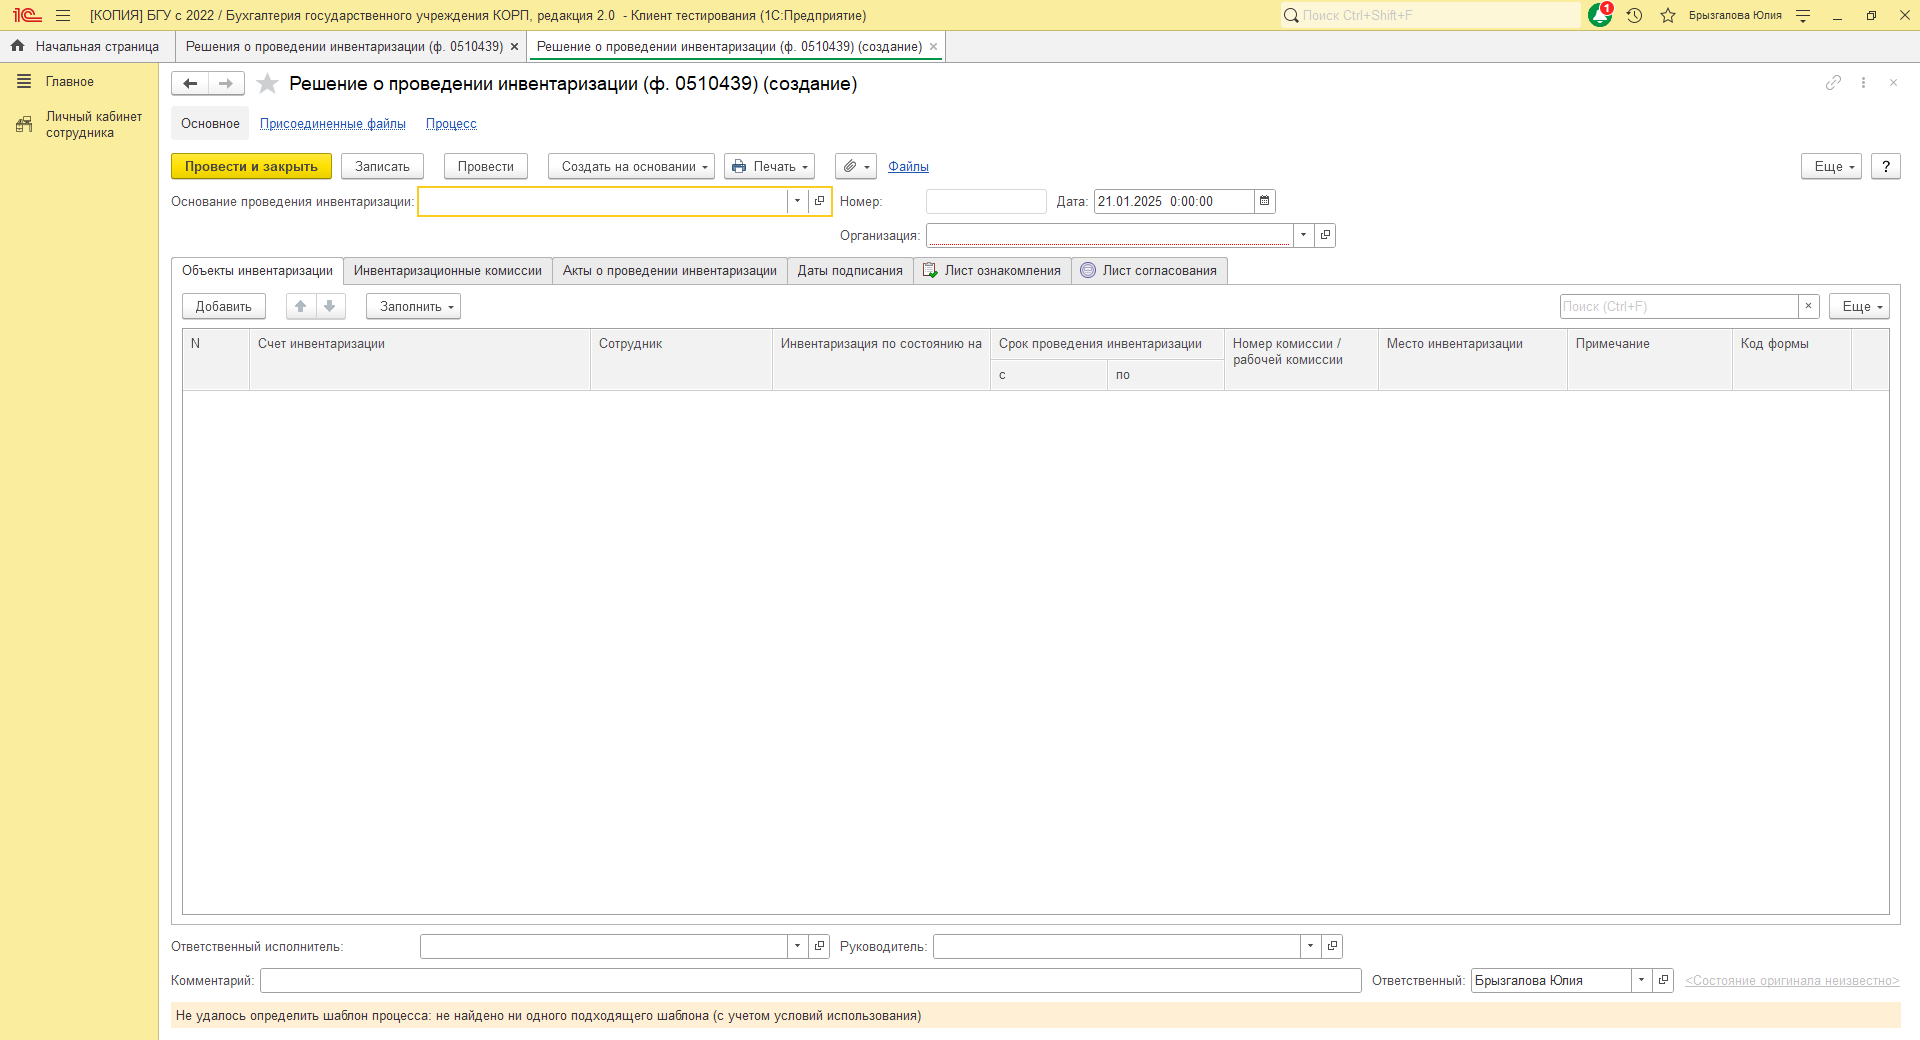 [КОПИЯ] БГУ с 2022 / Бухгалтерия государственного учреждения КОРП, редакция 2.0 - Клиент тестирования (1С:Предприятие)
Поиск Ctrl+Shift+F
1
Брызгалова Юлия
Начальная страница
Решения о проведении инвентаризации (ф. 0510439) ×
Решение о проведении инвентаризации (ф. 0510439) (создание) ×
Главное
Личный кабинет
сотрудника
Решение о проведении инвентаризации (ф. 0510439) (создание)
Основное
Присоединенные файлы
Процесс
Провести и закрыть
Записать
Провести
Создать на основании
Печать
Файлы
Еще
?
Основание проведения инвентаризации:
Номер:
Дата: 21.01.2025 0:00:00
Организация:
Объекты инвентаризации
Инвентаризационные комиссии
Акты о проведении инвентаризации
Даты подписания
Лист ознакомления
Лист согласования
Добавить
Заполнить
Поиск (Ctrl+F)
×
Еще
N
Счет инвентаризации
Сотрудник
Инвентаризация по состоянию на
Срок проведения инвентаризации
с
по
Номер комиссии /
рабочей комиссии
Место инвентаризации
Примечание
Код формы
Ответственный исполнитель:
Руководитель:
Комментарий:
Ответственный: Брызгалова Юлия
<Состояние оригинала неизвестно>
Не удалось определить шаблон процесса: не найдено ни одного подходящего шаблона (с учетом условий использования)